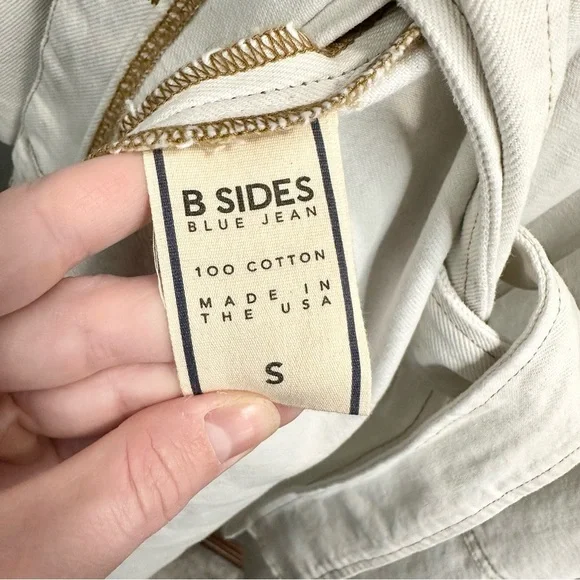 B SIDES
BLUE JEAN
100 COTTON
MADE IN
THE USA
S